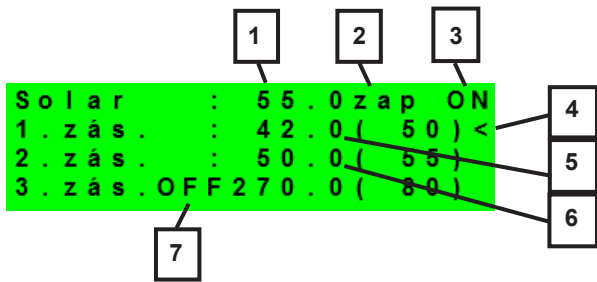 1 2 3
Solar : 55.0zap ON
1.zás. : 42.0( 50)< 4
2.zás. : 50.0( 55) 5
3.zás.OFF270.0( 80) 6
7